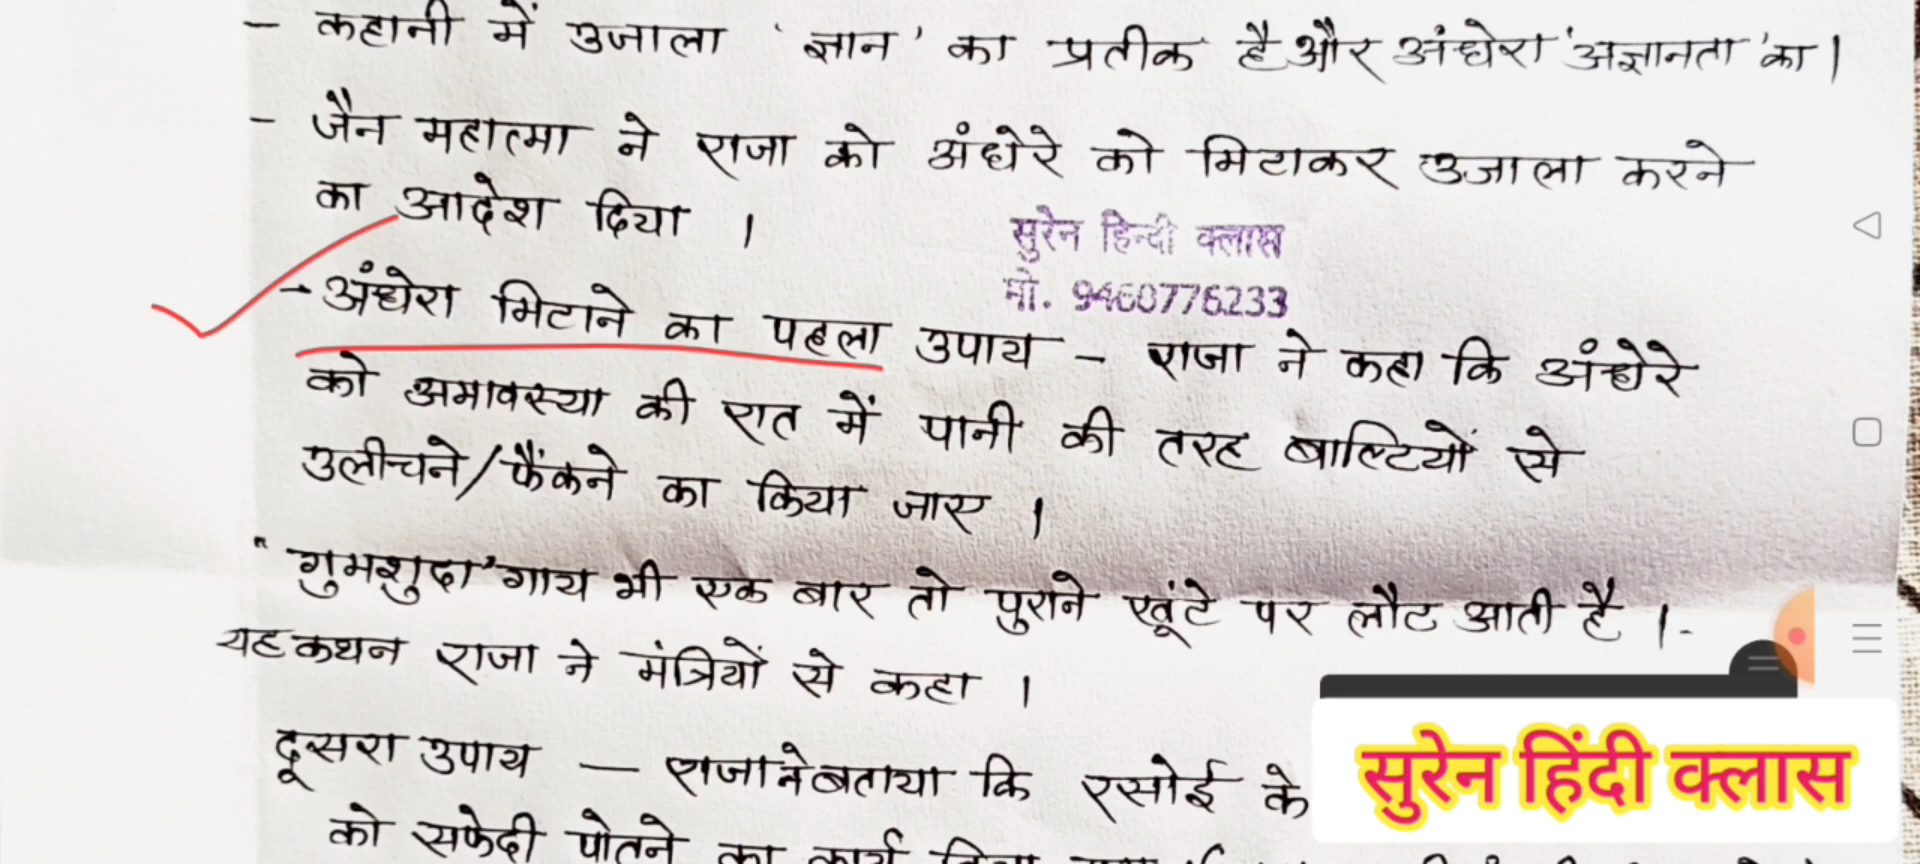 - कहानी में उजाला 'ज्ञान' का प्रतीक है और अंधेरा 'अज्ञानता' का।
- जैन महात्मा ने राजा को अंधेरे को मिटाकर उजाला करने
का आदेश दिया ।
सुरेन हिन्दी क्लास
मो. 9460776233
- अंधेरा मिटाने का पहला उपाय - राजा ने कहा कि अंधेरे
को अमावस्या की रात में पानी की तरह बाल्टियों से
उलीचने/फैंकने का किया जाए ।
"गुमशुदा" गाय भी एक बार तो पुराने खूंटे पर लौट आती है ।-
यह कथन राजा ने मंत्रियों से कहा ।
दूसरा उपाय — राजा ने बताया कि रसोई के
को सफेदी पोतने का कार्य
सुरेन हिंदी क्लास